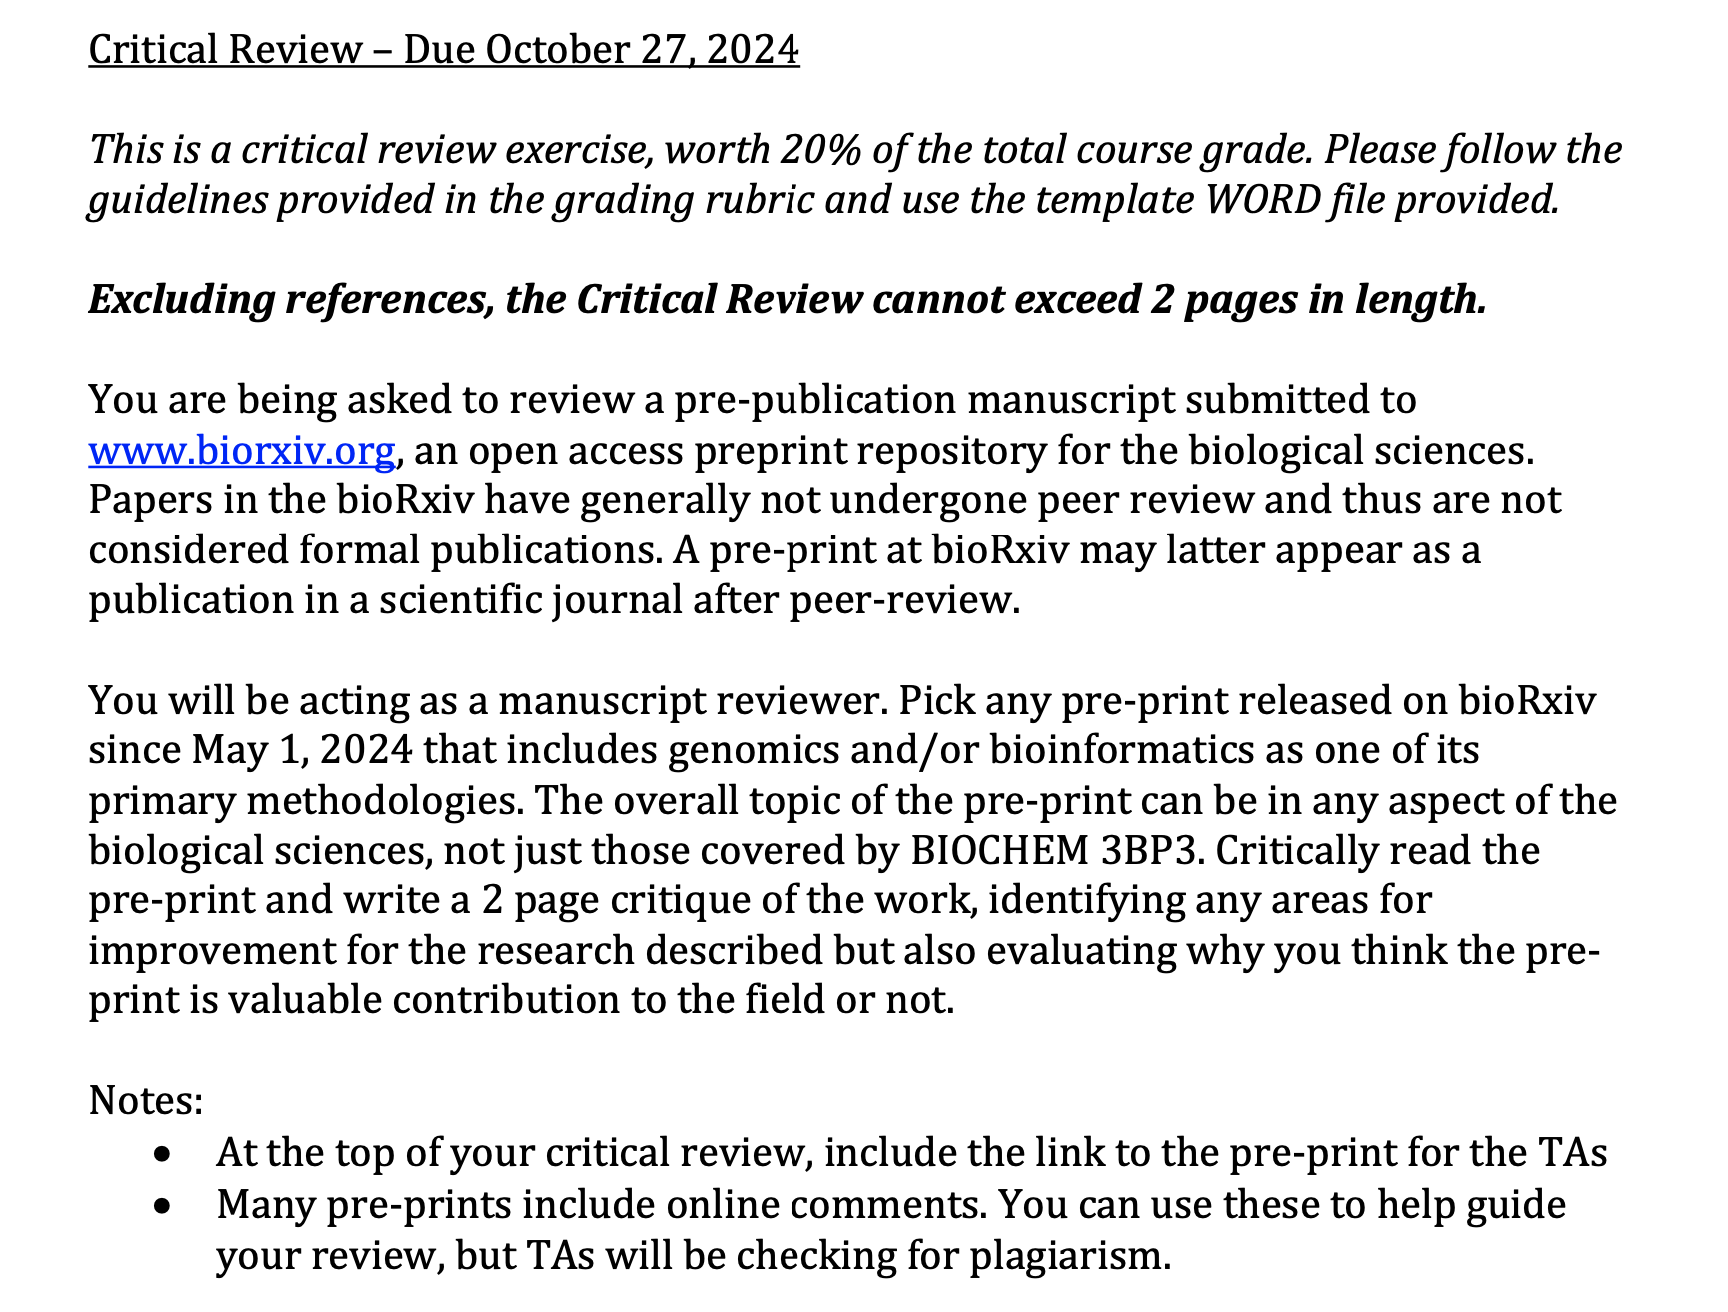 Critical Review – Due October 27, 2024
This is a critical review exercise, worth 20% of the total course grade. Please follow the
guidelines provided in the grading rubric and use the template WORD file provided.
Excluding references, the Critical Review cannot exceed 2 pages in length.
You are being asked to review a pre-publication manuscript submitted to
www.biorxiv.org, an open access preprint repository for the biological sciences.
Papers in the bioRxiv have generally not undergone peer review and thus are not
considered formal publications. A pre-print at bioRxiv may latter appear as a
publication in a scientific journal after peer-review.
You will be acting as a manuscript reviewer. Pick any pre-print released on bioRxiv
since May 1, 2024 that includes genomics and/or bioinformatics as one of its
primary methodologies. The overall topic of the pre-print can be in any aspect of the
biological sciences, not just those covered by BIOCHEM 3BP3. Critically read the
pre-print and write a 2 page critique of the work, identifying any areas for
improvement for the research described but also evaluating why you think the pre-
print is valuable contribution to the field or not.
Notes:
• At the top of your critical review, include the link to the pre-print for the TAs
• Many pre-prints include online comments. You can use these to help guide
your review, but TAs will be checking for plagiarism.